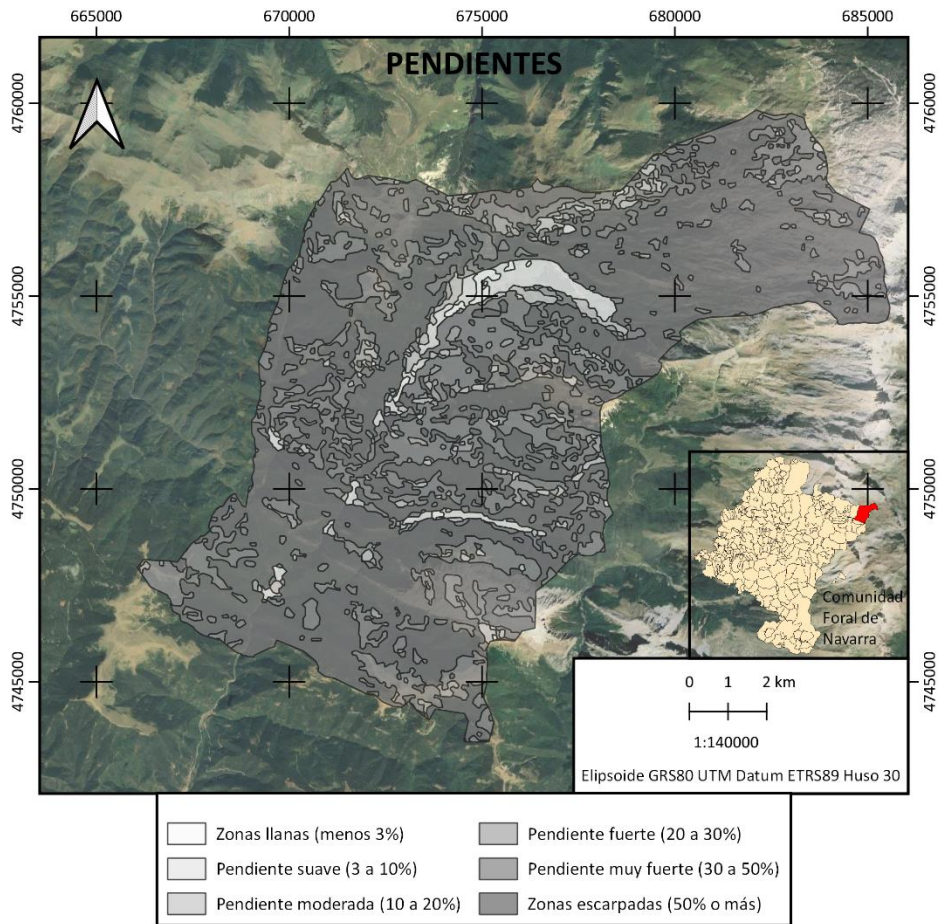 665000 670000 675000 680000 685000
PENDIENTES
4760000 4760000
4755000 4755000
4750000 4750000
4745000 4745000
Comunidad
Foral de
Navarra
0 1 2 km
1:140000
Elipsoide GRS80 UTM Datum ETRS89 Huso 30
Zonas llanas (menos 3%)
Pendiente suave (3 a 10%)
Pendiente moderada (10 a 20%)
Pendiente fuerte (20 a 30%)
Pendiente muy fuerte (30 a 50%)
Zonas escarpadas (50% o más)